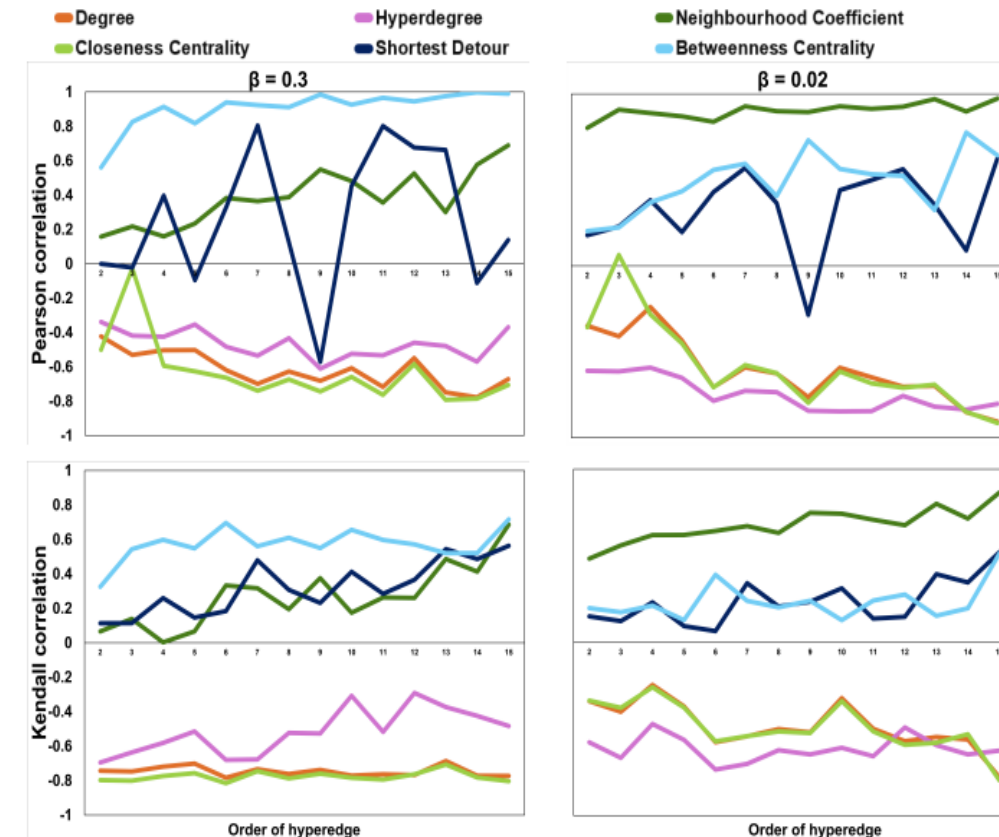 Degree Hyperdegree Neighbourhood Coefficient
Closeness Centrality Shortest Detour Betweenness Centrality
β = 0.3 β = 0.02
Pearson correlation
1
0.8
0.6
0.4
0.2
0
-0.2
-0.4
-0.6
-0.8
-1
2 3 4 5 6 7 8 9 10 11 12 13 14 15
2 3 4 5 6 7 8 9 10 11 12 13 14
Kendall correlation
1
0.8
0.6
0.4
0.2
0
-0.2
-0.4
-0.6
-0.8
-1
2 3 4 5 6 7 8 9 10 11 12 13 14 15
2 3 4 5 6 7 8 9 10 11 12 13 14
Order of hyperedge Order of hyperedge